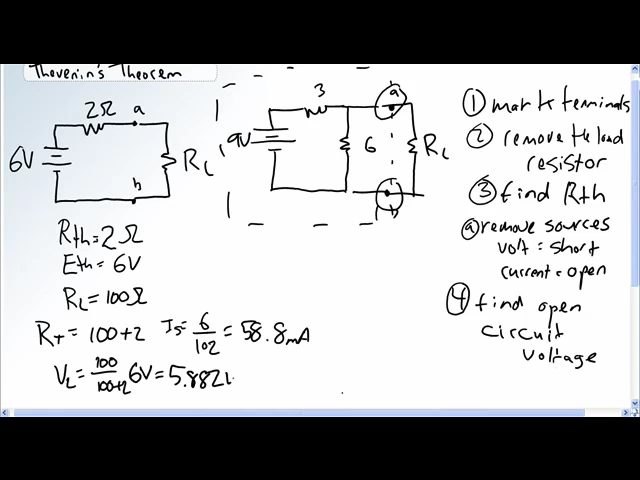 Thevenin's Theorem
2Ω a
6V
RL
b
Rth=2Ω
Eth=6V
RL=100Ω
RT=100+2 Is=6/102=58.8mA
VL=100/100+2 6V=5.882V
3 a
9V
6 RL
b
① mark terminals
② remove the load
resistor
③ find Rth
ⓐ remove sources
volt = short
current = open
④ find open
circuit
voltage